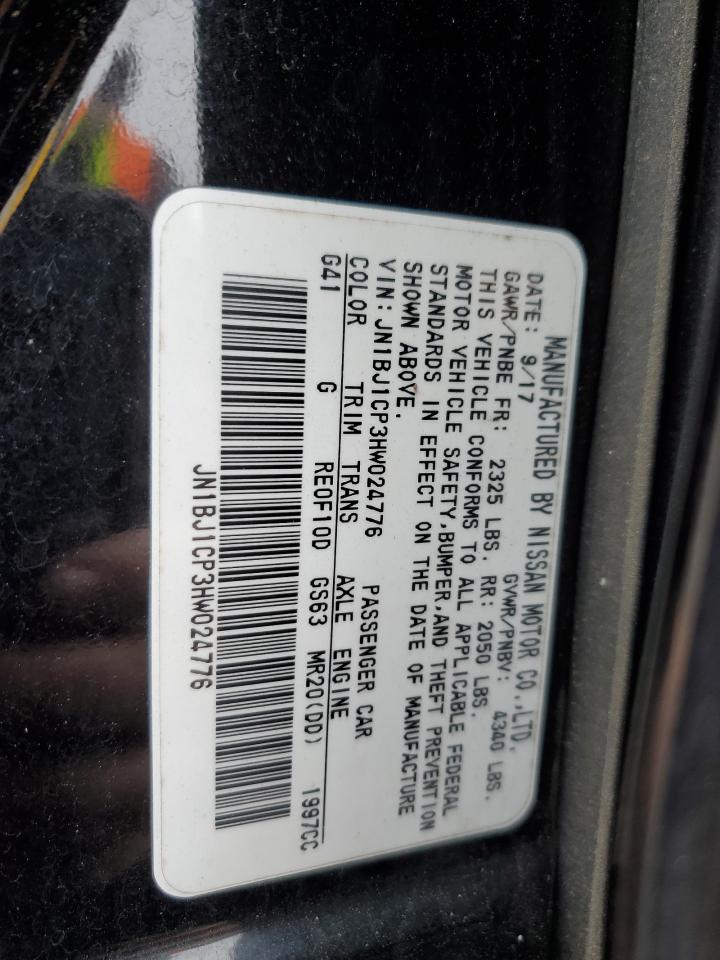 MANUFACTURED BY NISSAN MOTOR CO.,LTD.
DATE: 9/17 GVWR/PNBV: 4340 LBS.
GAWR/PNBE FR: 2325 LBS. RR: 2050 LBS.
THIS VEHICLE CONFORMS TO ALL APPLICABLE FEDERAL
MOTOR VEHICLE SAFETY,BUMPER,AND THEFT PREVENTION
STANDARDS IN EFFECT ON THE DATE OF MANUFACTURE
SHOWN ABOVE.
VIN:JN1BJ1CP3HW024776 PASSENGER CAR
COLOR TRIM TRANS AXLE ENGINE
G41 G RE0F10D GS63 MR20(DD) 1997CC
JN1BJ1CP3HW024776